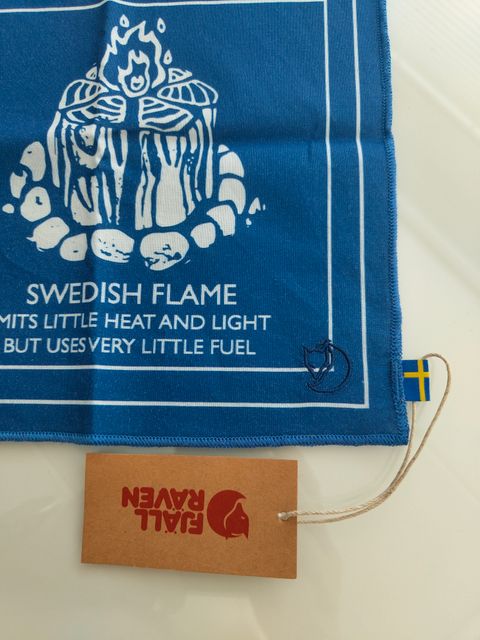 SWEDISH FLAME
MITS LITTLE HEAT AND LIGHT
BUT USES VERY LITTLE FUEL
FJÄLL
RÄVEN